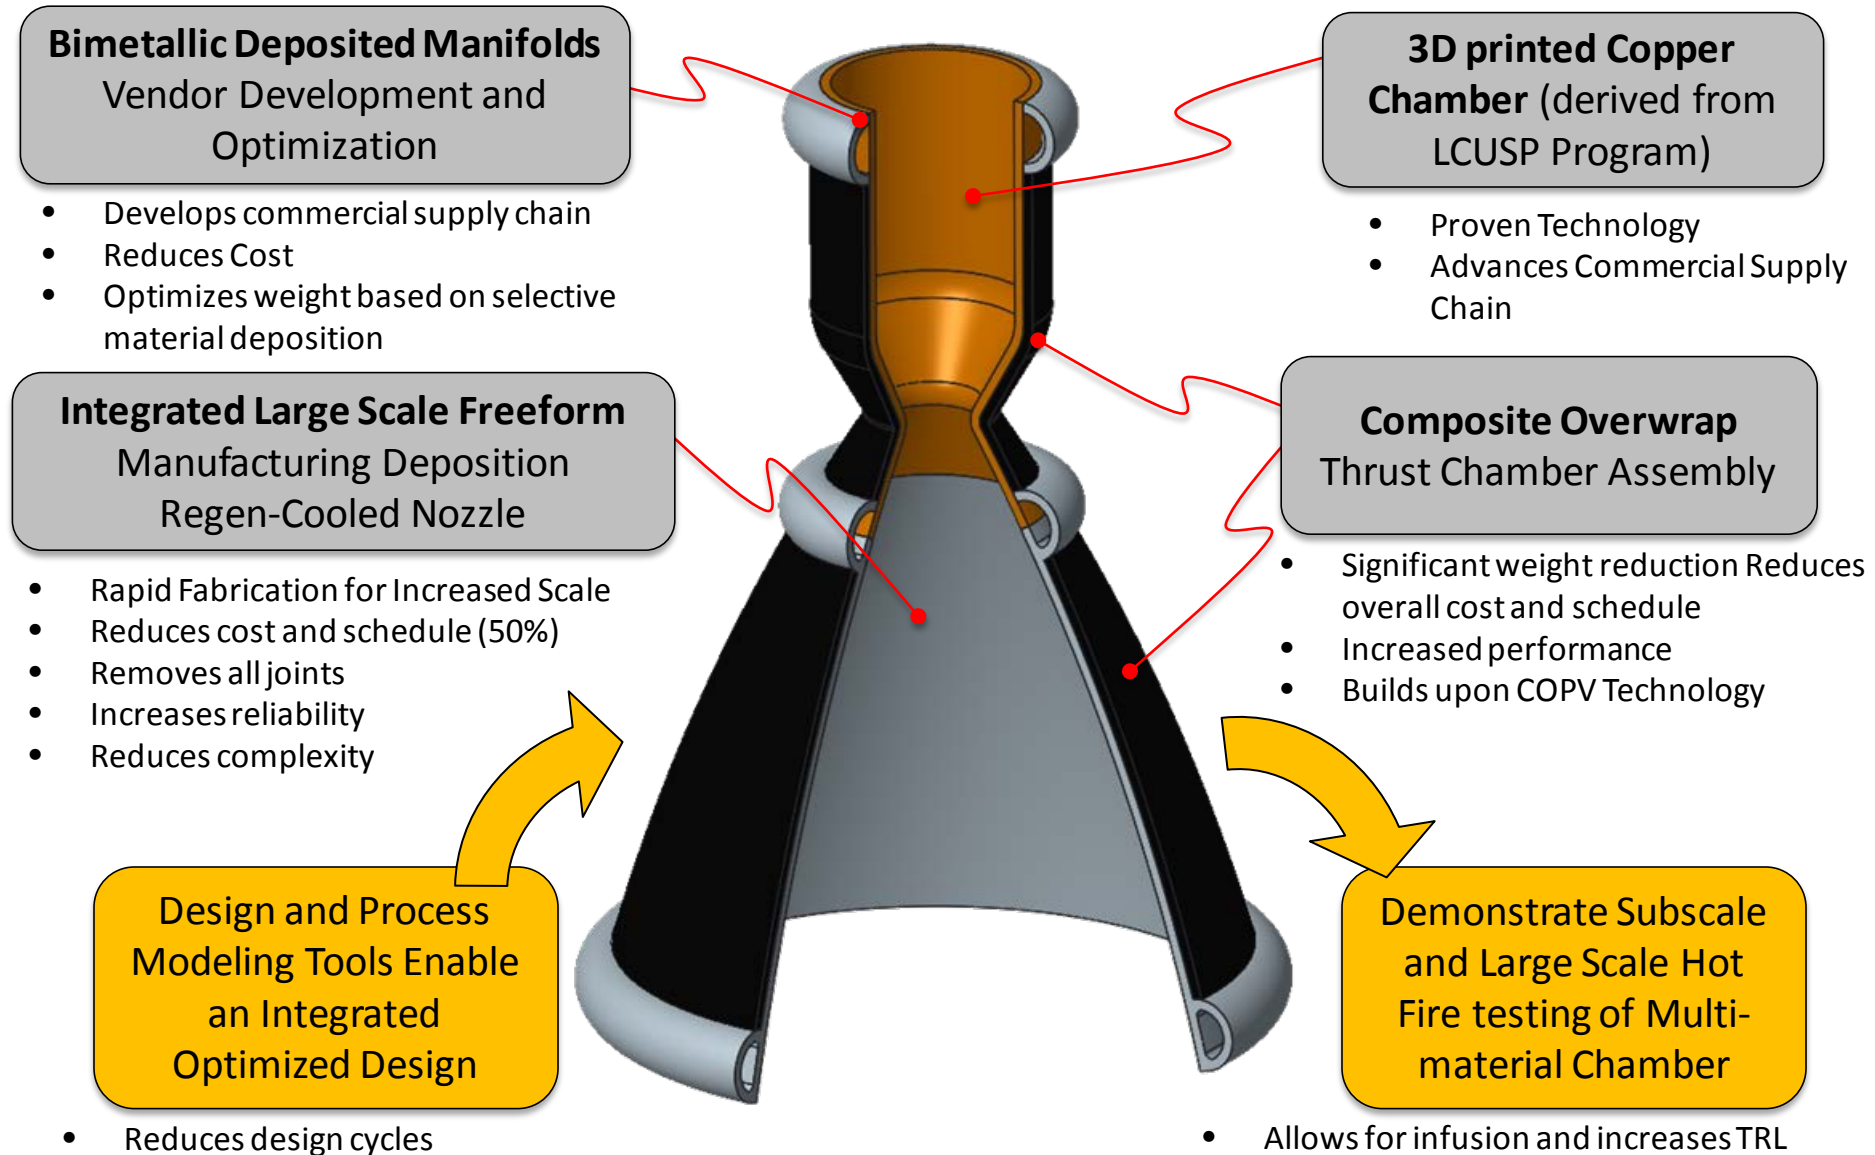 Bimetallic Deposited Manifolds
Vendor Development and
Optimization
• Develops commercial supply chain
• Reduces Cost
• Optimizes weight based on selective
material deposition
3D printed Copper
Chamber (derived from
LCUSP Program)
• Proven Technology
• Advances Commercial Supply
Chain
Integrated Large Scale Freeform
Manufacturing Deposition
Regen-Cooled Nozzle
• Rapid Fabrication for Increased Scale
• Reduces cost and schedule (50%)
• Removes all joints
• Increases reliability
• Reduces complexity
Composite Overwrap
Thrust Chamber Assembly
• Significant weight reduction Reduces
overall cost and schedule
• Increased performance
• Builds upon COPV Technology
Design and Process
Modeling Tools Enable
an Integrated
Optimized Design
• Reduces design cycles
Demonstrate Subscale
and Large Scale Hot
Fire testing of Multi-
material Chamber
• Allows for infusion and increases TRL